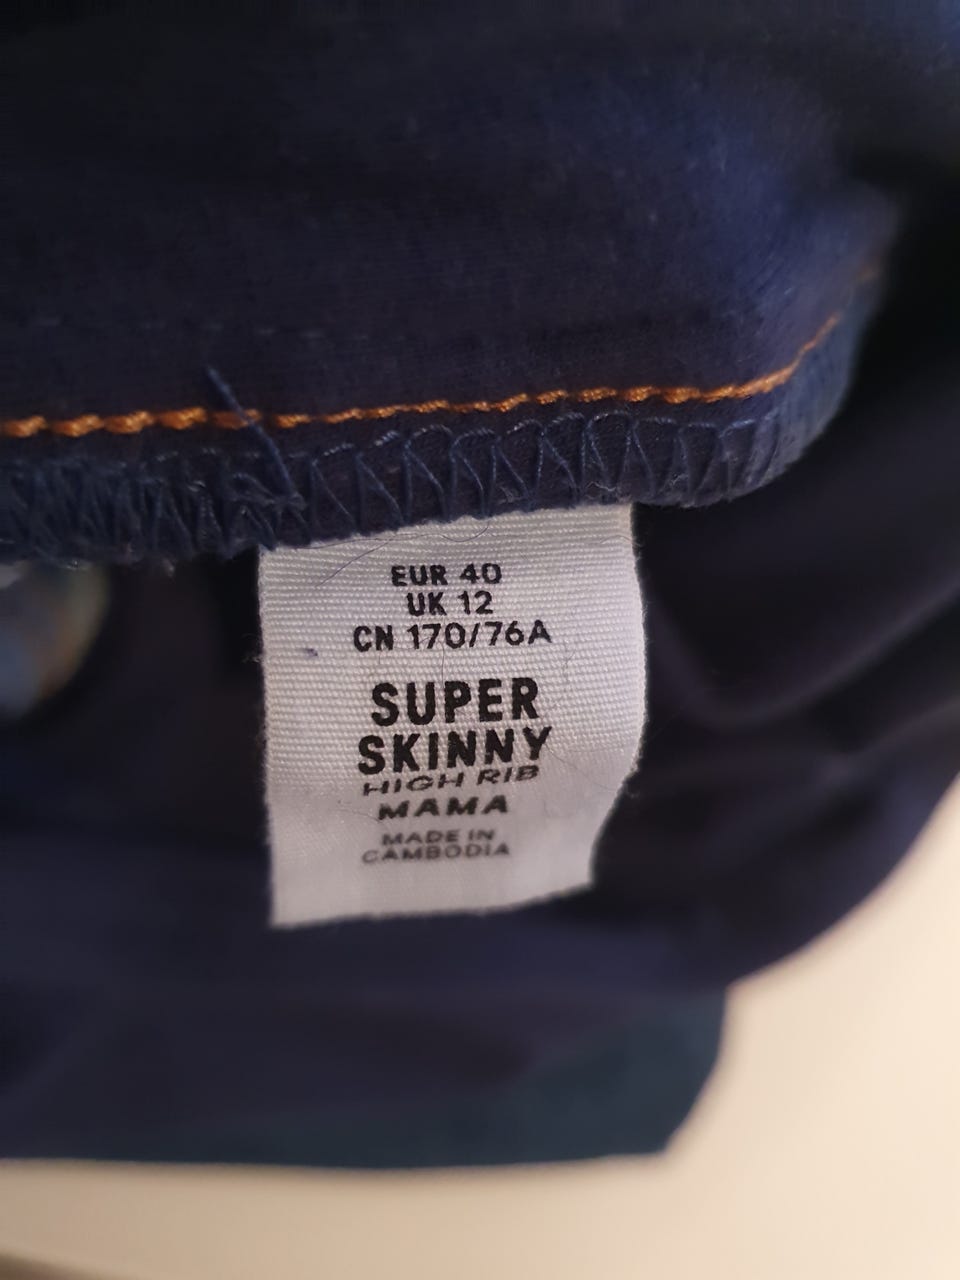 EUR 40
UK 12
CN 170/76A
SUPER
SKINNY
HIGH RIB
MAMA
MADE IN
CAMBODIA